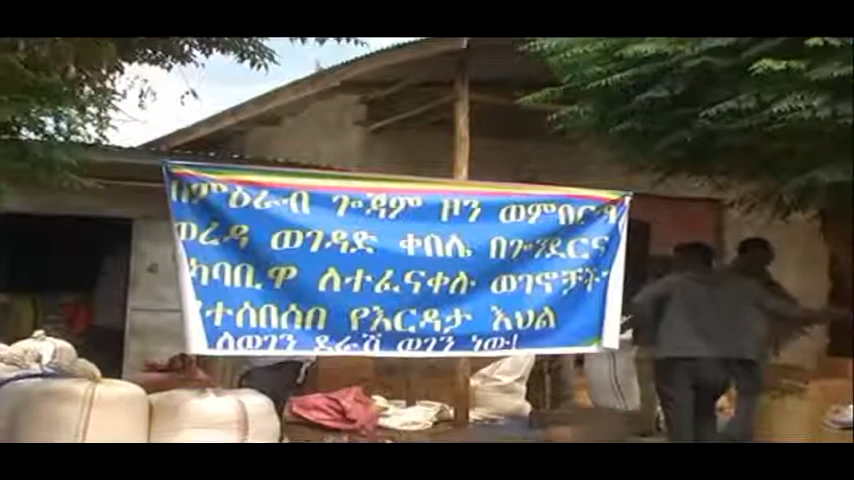 በምዕራብ ጎጃም ዞን ወምበርማ
ወረዳ ወገዳድ ቀበሌ በጎንደርና
አካባቢዋ ለተፈናቀሉ ወገኖቻችን
የተሰበሰበ የእርዳታ እህል
ለወገን ደራሽ ወገን ነው!